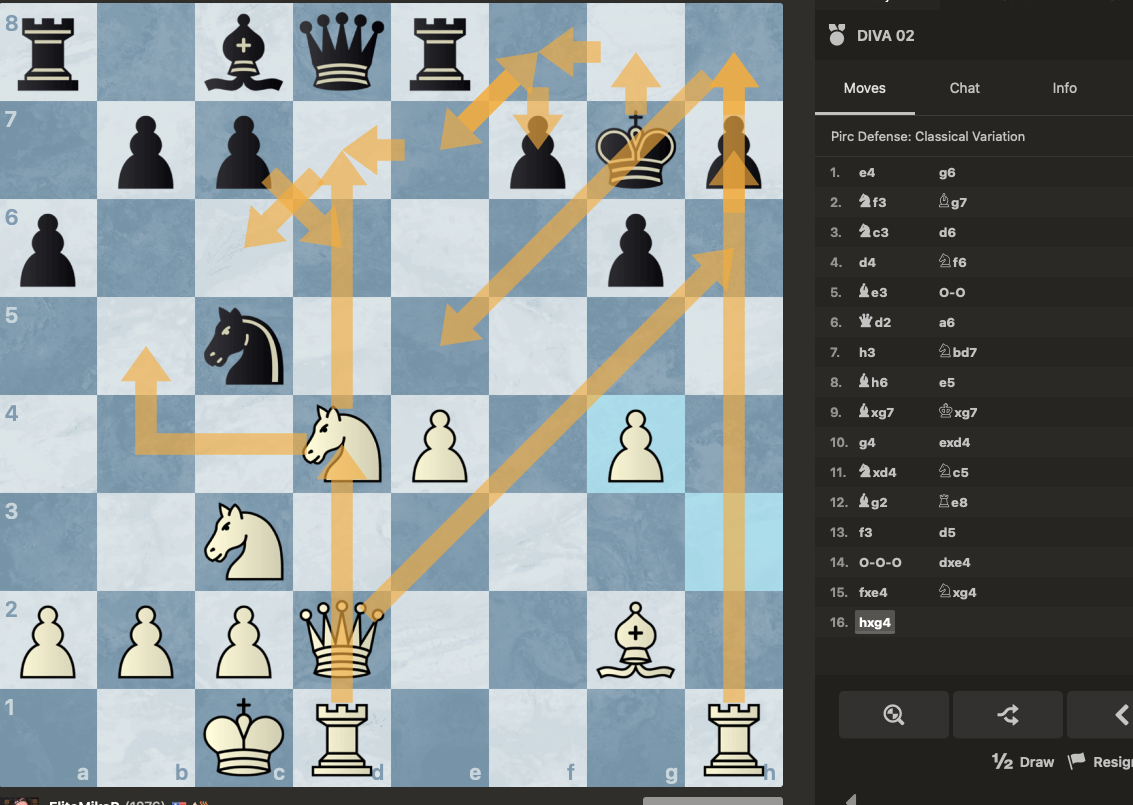 DIVA 02
Moves Chat Info
Pirc Defense: Classical Variation
1. e4 g6
2. ♞f3 ♗g7
3. ♞c3 d6
4. d4 ♘f6
5. ♝e3 O-O
6. ♛d2 a6
7. h3 ♘bd7
8. ♝h6 e5
9. ♝xg7 ♔xg7
10. g4 exd4
11. ♞xd4 ♘c5
12. ♝g2 ♖e8
13. f3 d5
14. O-O-O dxe4
15. fxe4 ♘xg4
16. hxg4
½ Draw Resign
8
7
6
5
4
3
2
1
a b c d e f g h